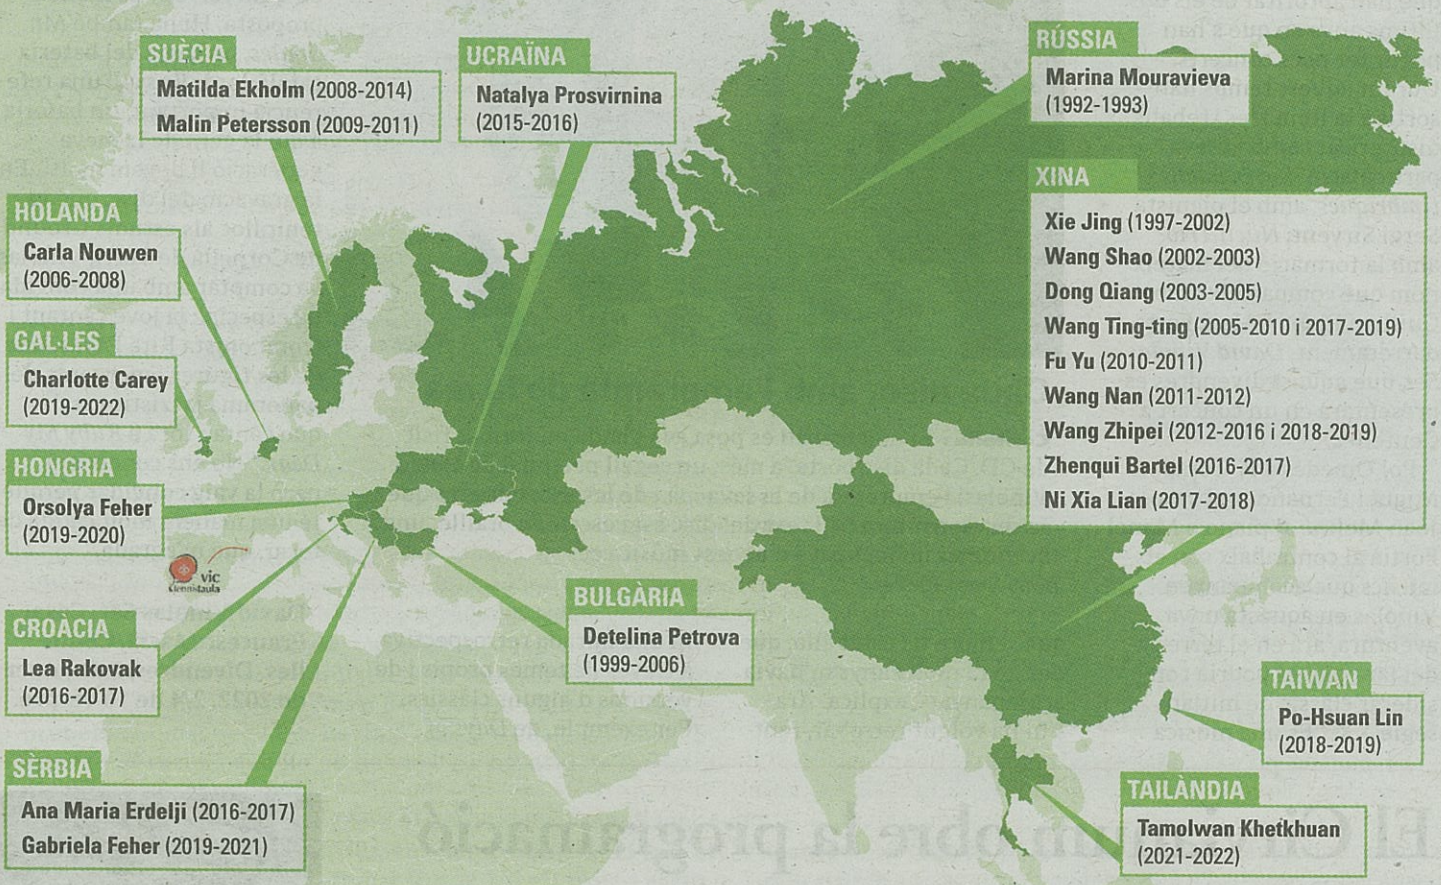 SUÈCIA
Matilda Ekholm (2008-2014)
Malin Petersson (2009-2011)
UCRAÏNA
Natalya Prosvirnina
(2015-2016)
RÚSSIA
Marina Mouravieva
(1992-1993)
XINA
Xie Jing (1997-2002)
Wang Shao (2002-2003)
Dong Qiang (2003-2005)
Wang Ting-ting (2005-2010 i 2017-2019)
Fu Yu (2010-2011)
Wang Nan (2011-2012)
Wang Zhipei (2012-2016 i 2018-2019)
Zhenqui Bartel (2016-2017)
Ni Xia Lian (2017-2018)
HOLANDA
Carla Nouwen
(2006-2008)
GAL·LES
Charlotte Carey
(2019-2022)
HONGRIA
Orsolya Feher
(2019-2020)
vic
tennistaula
CROÀCIA
Lea Rakovak
(2016-2017)
BULGÀRIA
Detelina Petrova
(1999-2006)
SÈRBIA
Ana Maria Erdelji (2016-2017)
Gabriela Feher (2019-2021)
TAIWAN
Po-Hsuan Lin
(2018-2019)
TAILÀNDIA
Tamolwan Khetkhuan
(2021-2022)